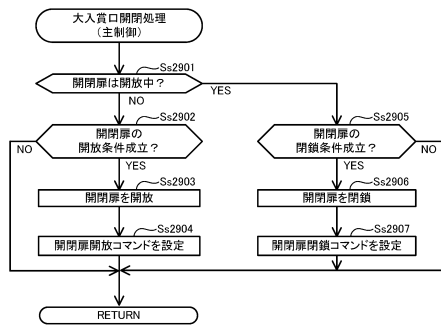 大入賞口開閉処理
(主制御)
Ss2901
開閉扉は開放中?
YES
NO
Ss2902
開閉扉の
開放条件成立?
NO
YES
Ss2905
開閉扉の
閉鎖条件成立?
NO
YES
Ss2903
開閉扉を開放
Ss2906
開閉扉を閉鎖
Ss2904
開閉扉開放コマンドを設定
Ss2907
開閉扉閉鎖コマンドを設定
RETURN